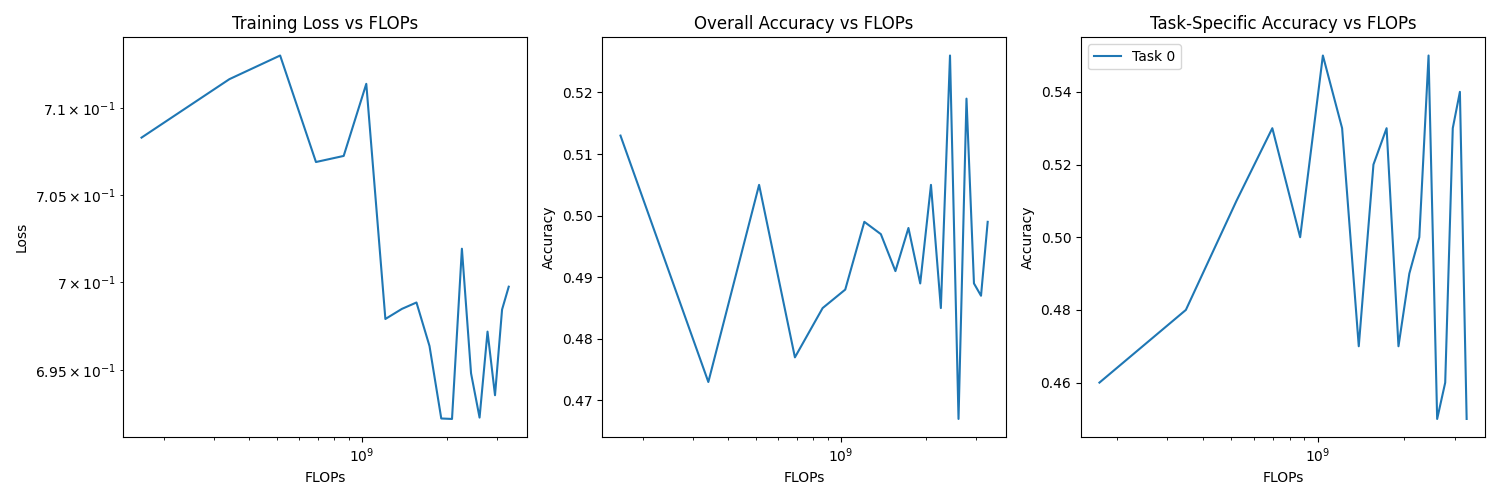 Training Loss vs FLOPs
Loss
7.1 × 10⁻¹
7.05 × 10⁻¹
7 × 10⁻¹
6.95 × 10⁻¹
10⁹
FLOPs
Overall Accuracy vs FLOPs
Accuracy
0.52
0.51
0.50
0.49
0.48
0.47
10⁹
FLOPs
Task-Specific Accuracy vs FLOPs
Task 0
Accuracy
0.54
0.52
0.50
0.48
0.46
10⁹
FLOPs